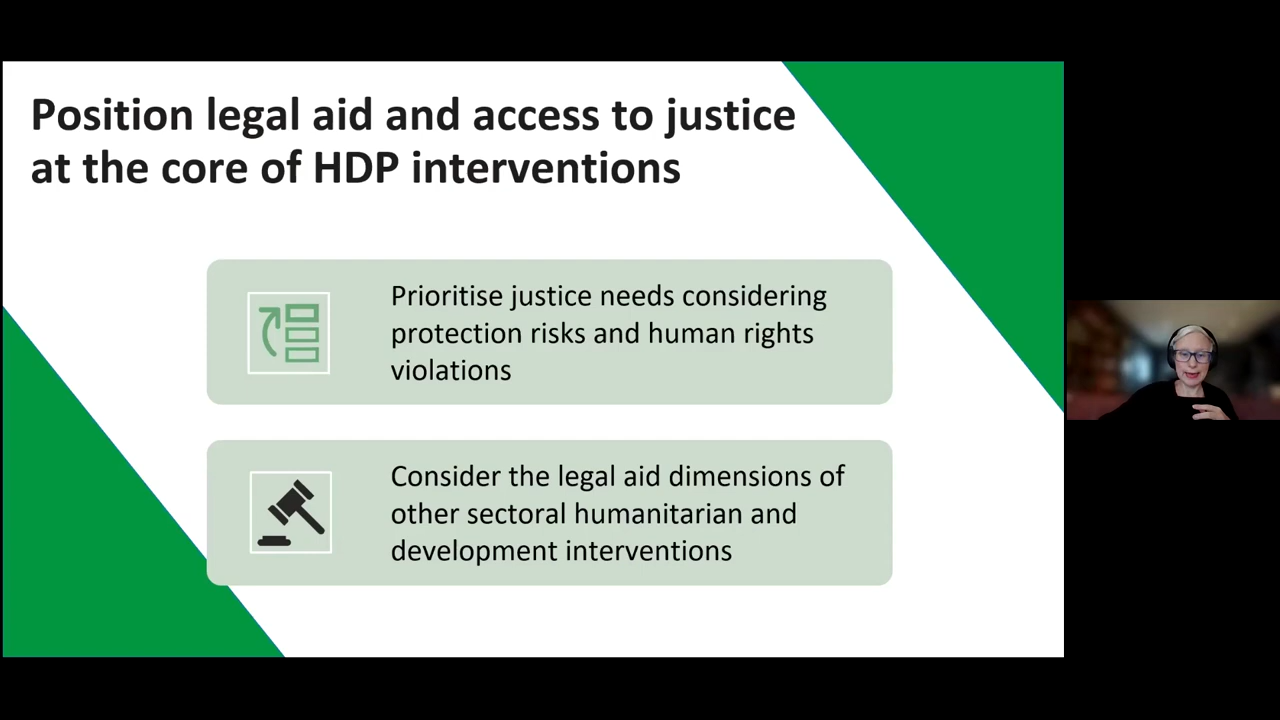 Position legal aid and access to justice
at the core of HDP interventions
Prioritise justice needs considering
protection risks and human rights
violations
Consider the legal aid dimensions of
other sectoral humanitarian and
development interventions